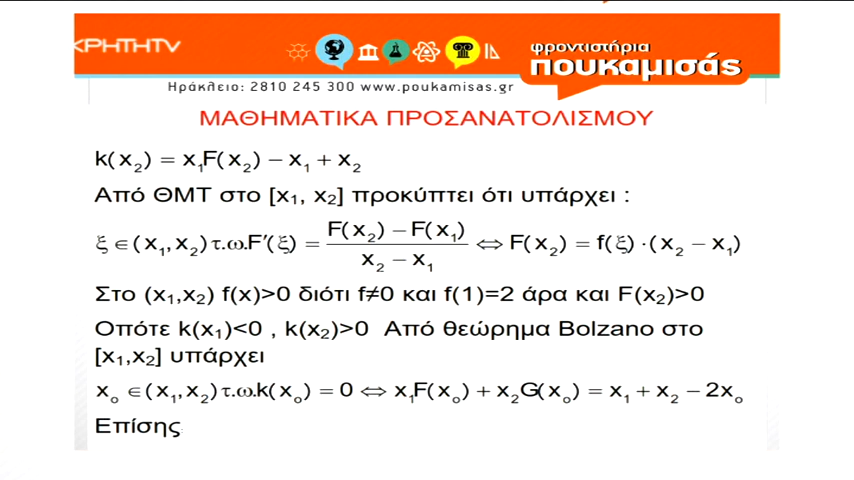 ΚΡΗΤΗTV
φροντιστήρια
πουκαμισάς
Ηράκλειο: 2810 245 300 www.poukamisas.gr
ΜΑΘΗΜΑΤΙΚΑ ΠΡΟΣΑΝΑΤΟΛΙΣΜΟΥ
k(x₂) = x₁F(x₂) − x₁ + x₂
Από ΘΜΤ στο [x₁, x₂] προκύπτει ότι υπάρχει :
ξ ∈ (x₁,x₂) τ.ω.F′(ξ) = (F(x₂) − F(x₁))/(x₂ − x₁) ⇔ F(x₂) = f(ξ) ·(x₂ − x₁)
Στο (x₁,x₂) f(x)>0 διότι f≠0 και f(1)=2 άρα και F(x₂)>0
Οπότε k(x₁)<0 , k(x₂)>0 Από θεώρημα Bolzano στο
[x₁,x₂] υπάρχει
xₒ ∈ (x₁,x₂) τ.ω.k(xₒ) = 0 ⇔ x₁F(xₒ) + x₂G(xₒ) = x₁ + x₂ − 2xₒ
Επίσης